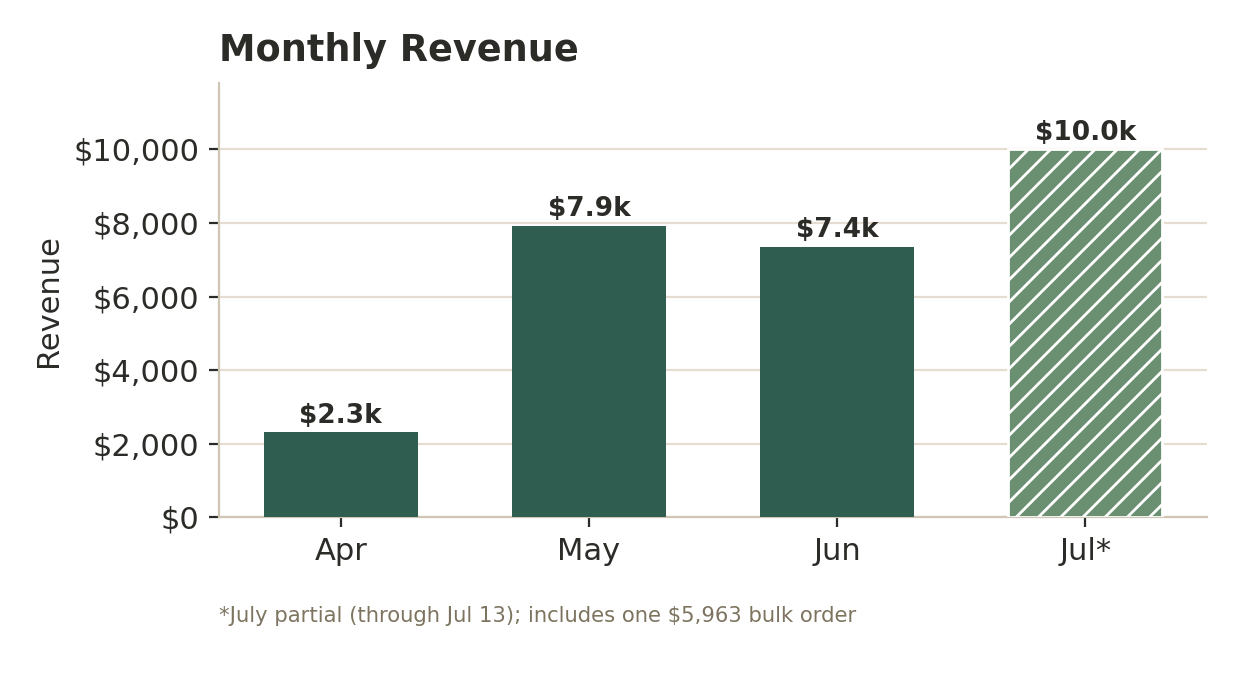 Monthly Revenue
Revenue
$10,000
$8,000
$6,000
$4,000
$2,000
$0
$2.3k
$7.9k
$7.4k
$10.0k
Apr
May
Jun
Jul*
*July partial (through Jul 13); includes one $5,963 bulk order